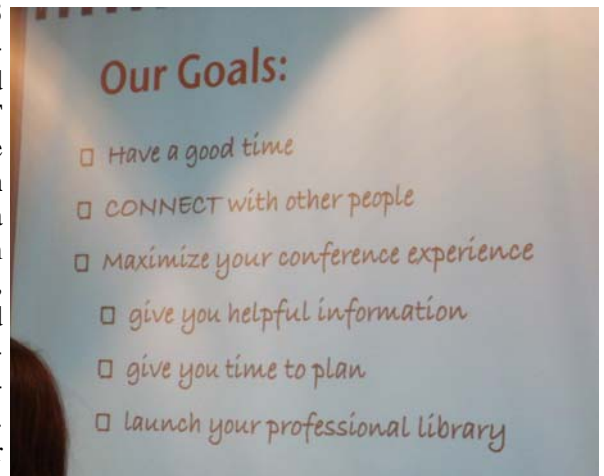 Our Goals:
Have a good time
CONNECT with other people
Maximize your conference experience
give you helpful information
give you time to plan
launch your professional library